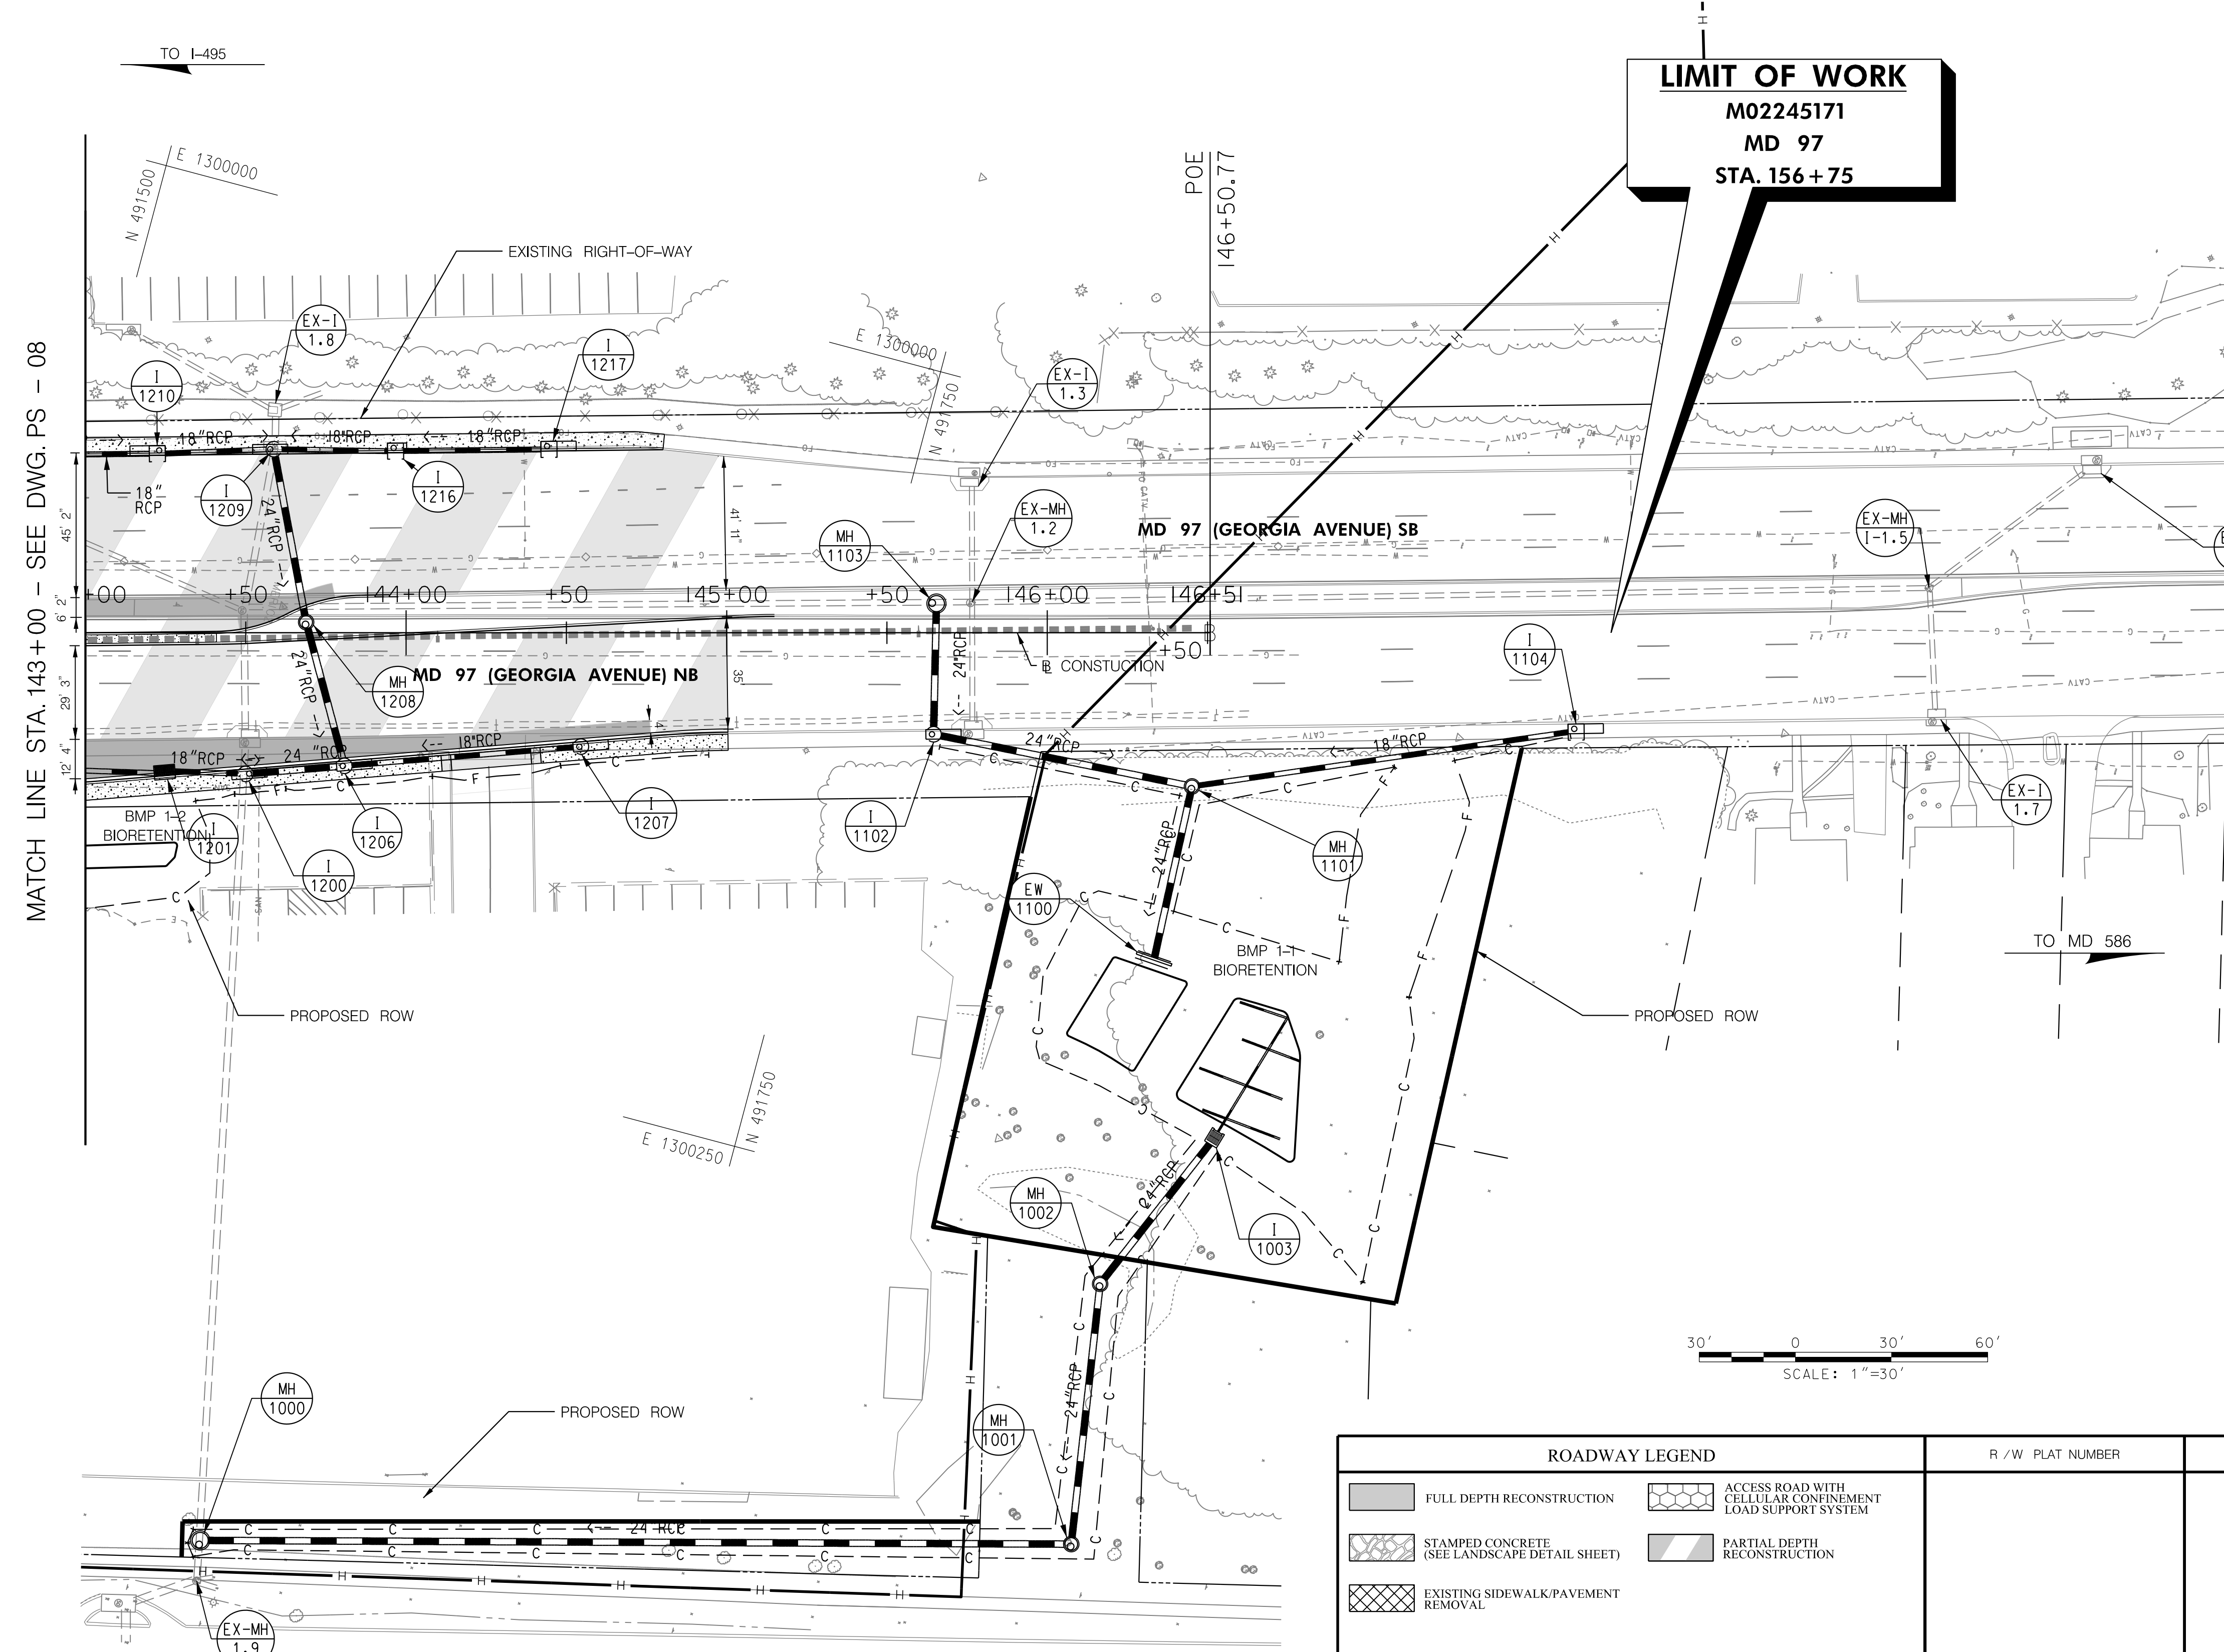 TO I-495
LIMIT OF WORK
M02245171
MD 97
STA. 156+75
MATCH LINE STA. 143+00 - SEE DWG. PS - 08
E 1300000
N 491500
EXISTING RIGHT-OF-WAY
POE
146+50.77
EX-I
1.8
I
1217
I
1210
E 1300000
N 491750
EX-I
1.3
18"RCP
18"RCP
18"RCP
18"
RCP
I
1209
I
1216
24"RCP
45' 2"
41' 11"
MH
1103
EX-MH
1.2
MD 97 (GEORGIA AVENUE) SB
EX-MH
I-1.5
6' 2"
+00
+50
144+00
+50
145+00
+50
146+00
146+51
+50
24"RCP
MH
1208
MD 97 (GEORGIA AVENUE) NB
24"RCP
B CONSTUCTION
I
1104
29' 3"
35'
12' 4"
4'
18"RCP
24"RCP
18"RCP
24"RCP
18"RCP
BMP 1-2
BIORETENTION
I
1201
I
1200
I
1206
I
1207
I
1102
MH
1101
EX-I
1.7
24"RCP
EW
1100
BMP 1-1
BIORETENTION
TO MD 586
PROPOSED ROW
PROPOSED ROW
E 1300250
N 491750
24"RCP
MH
1002
I
1003
30' 0 30' 60'
SCALE: 1"=30'
MH
1000
PROPOSED ROW
24"RCP
MH
1001
24"RCP
EX-MH
1.9
ROADWAY LEGEND
R/W PLAT NUMBER
FULL DEPTH RECONSTRUCTION
ACCESS ROAD WITH
CELLULAR CONFINEMENT
LOAD SUPPORT SYSTEM
STAMPED CONCRETE
(SEE LANDSCAPE DETAIL SHEET)
PARTIAL DEPTH
RECONSTRUCTION
EXISTING SIDEWALK/PAVEMENT
REMOVAL